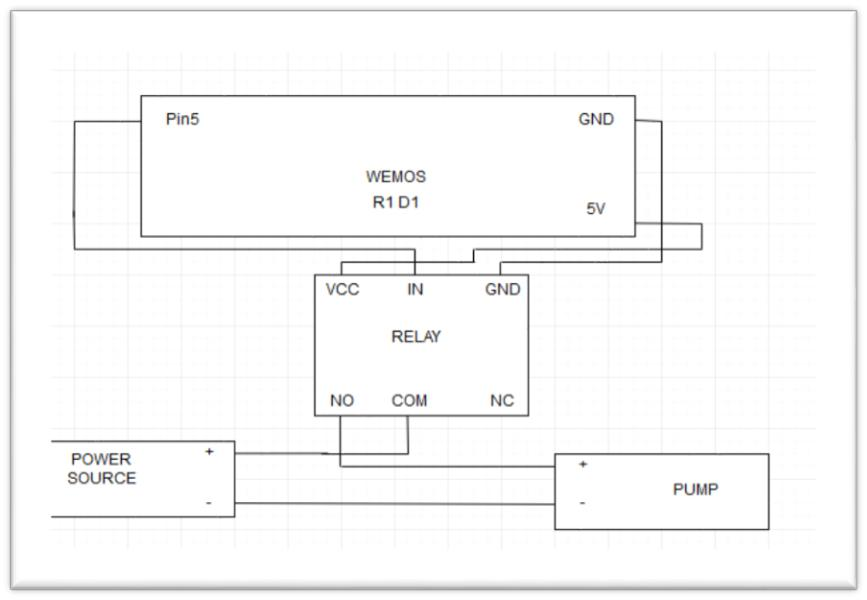 Pin5
GND
WEMOS
R1 D1
5V
VCC IN GND
RELAY
NO COM NC
POWER
SOURCE
+
-
+
PUMP
-